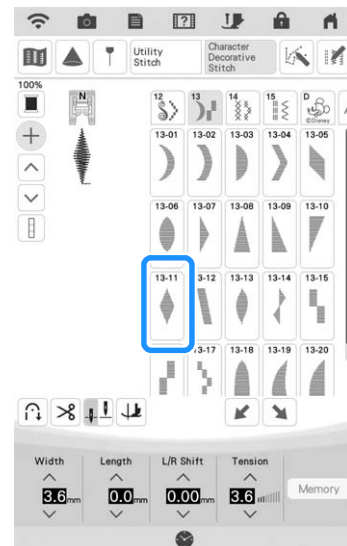 Utility
Stitch
Character
Decorative
Stitch
100%
N
12
13
14
15
D
©Disney
13-01
13-02
13-03
13-04
13-05
13-06
13-07
13-08
13-09
13-10
13-11
3-12
13-13
13-14
13-15
13-17
13-18
13-19
13-20
Width
Length
L/R Shift
Tension
3.6mm
0.0mm
0.00mm
3.6
Memory